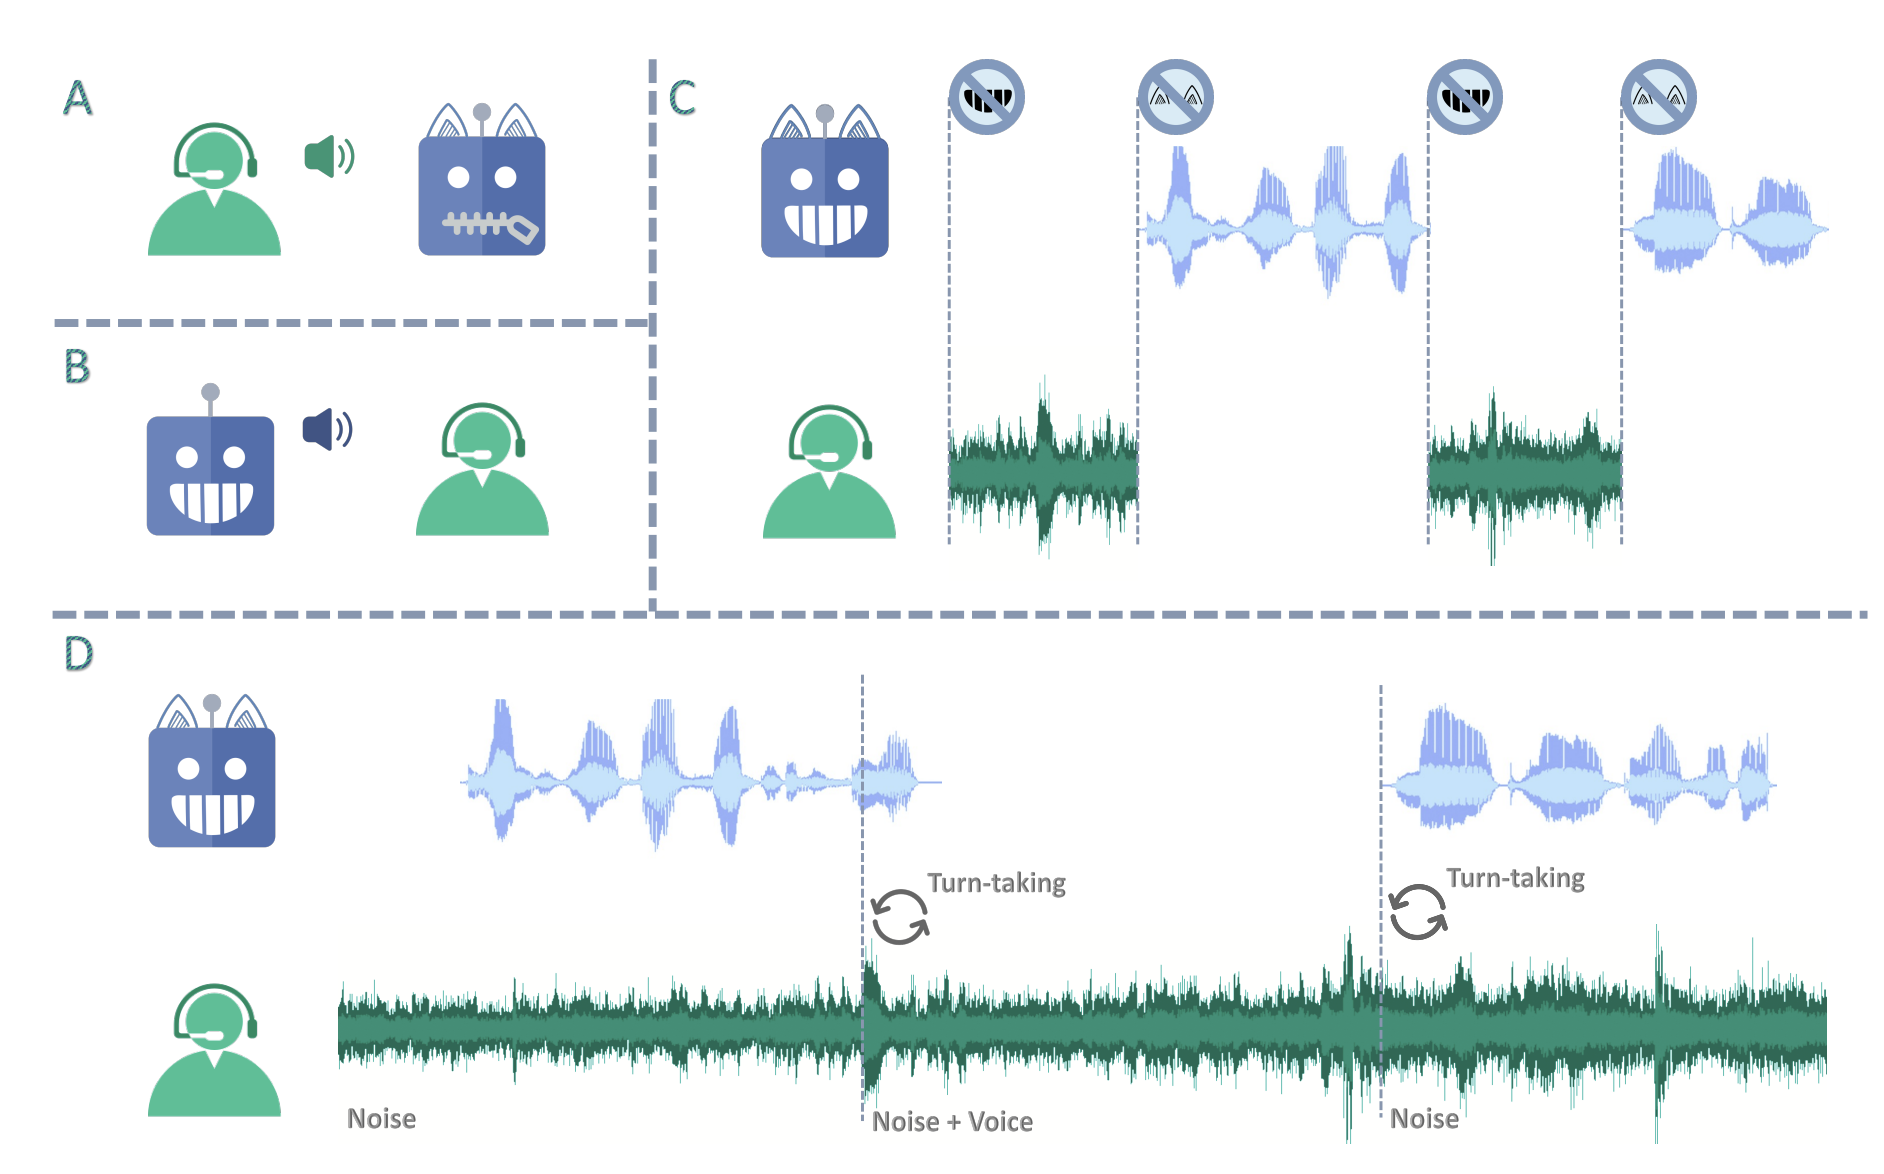 A
C
B
D
Turn-taking
Turn-taking
Noise
Noise + Voice
Noise